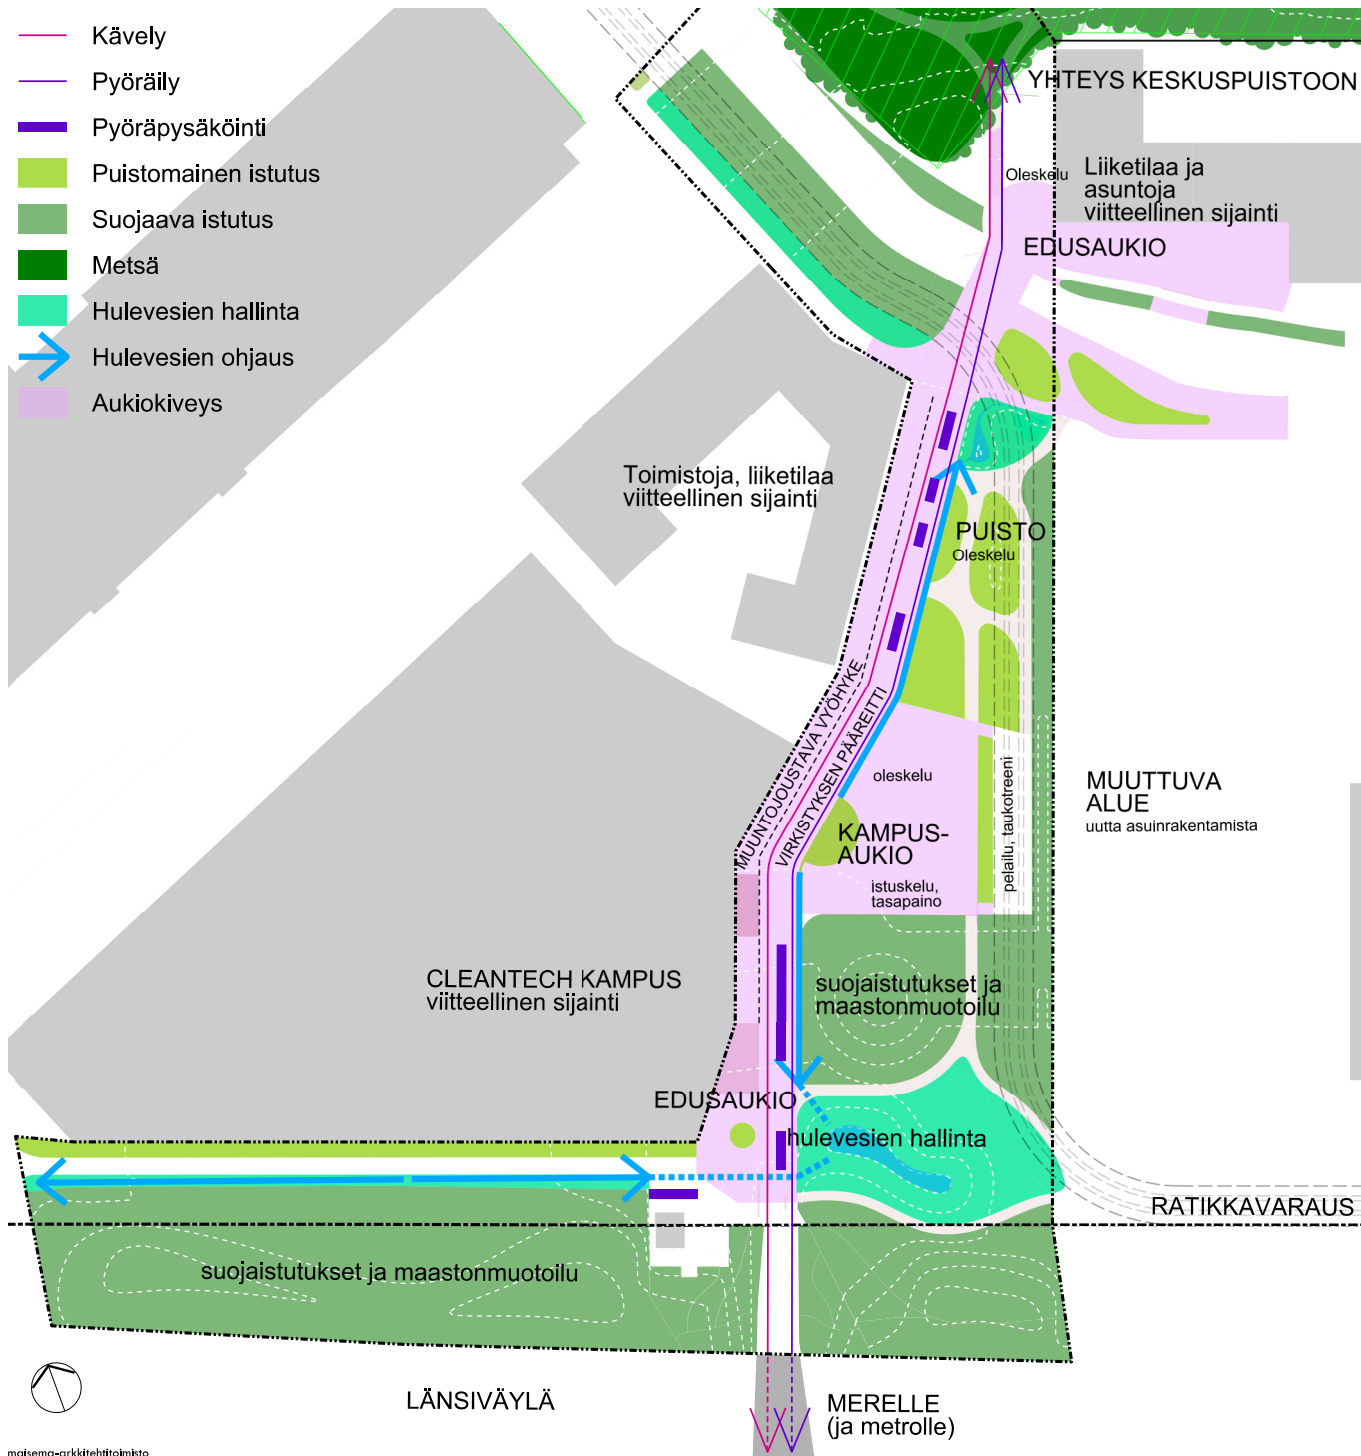 Kävely
Pyöräily
Pyöräpysäköinti
Puistomainen istutus
Suojaava istutus
Metsä
Hulevesien hallinta
Hulevesien ohjaus
Aukiokiveys
YHTEYS KESKUSPUISTOON
Oleskelu
Liiketilaa ja
asuntoja
viitteellinen sijainti
EDUSAUKIO
Toimistoja, liiketilaa
viitteellinen sijainti
PUISTO
Oleskelu
MUUNTOJOUSTAVA VYÖHYKE
VIRKISTYKSEN PÄÄREITTI
oleskelu
pelailu, taukotreeni
MUUTTUVA
ALUE
uutta asuinrakentamista
KAMPUS-
AUKIO
istuskelu,
tasapaino
CLEANTECH KAMPUS
viitteellinen sijainti
suojaistutukset ja
maastonmuotoilu
EDUSAUKIO
hulevesien hallinta
RATIKKAVARAUS
suojaistutukset ja maastonmuotoilu
LÄNSIVÄYLÄ
MERELLE
(ja metrolle)
maisema-arkkitehtitoimisto